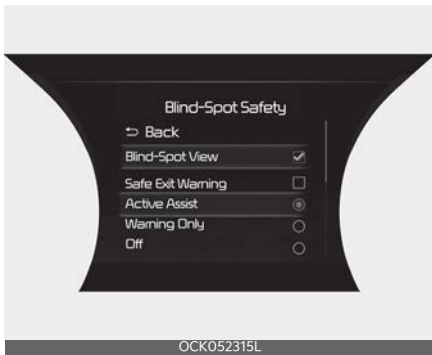 Blind-Spot Safety
Back
Blind-Spot View
Safe Exit Warning
Active Assist
Warning Only
Off
OCK052315L